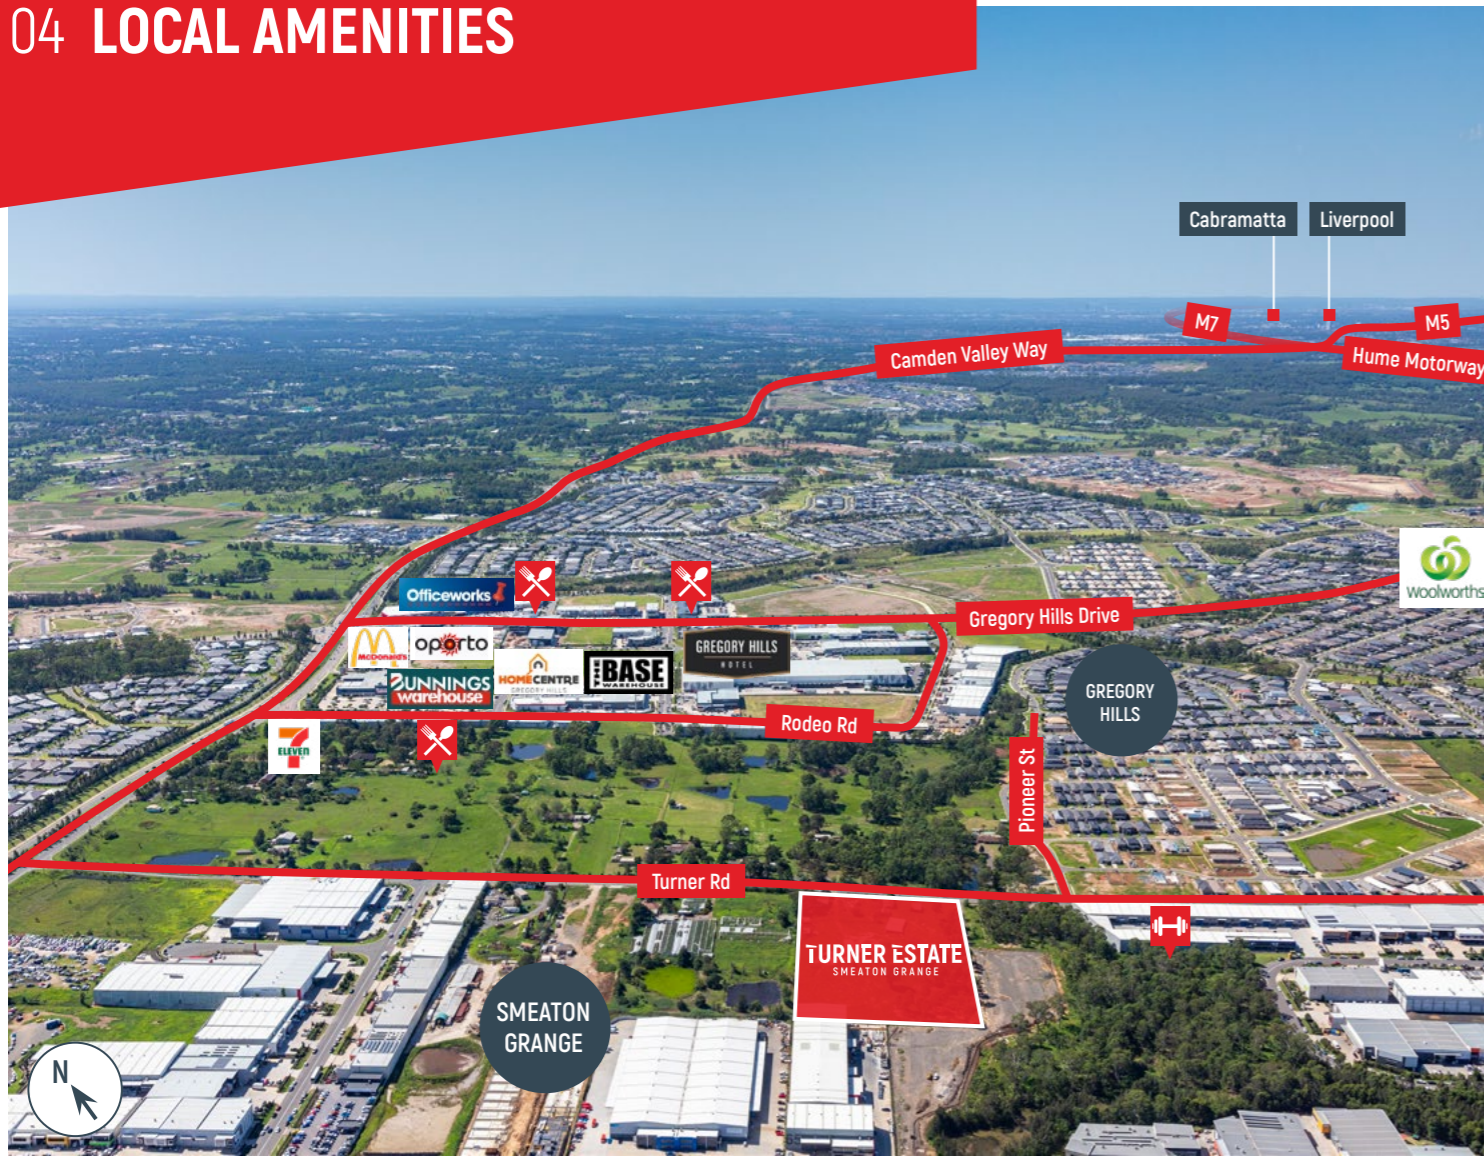 04 LOCAL AMENITIES
Cabramatta
Liverpool
M7
M5
Camden Valley Way
Hume Motorway
Woolworths
Officeworks
Gregory Hills Drive
McDonald's
oporto
GREGORY HILLS
HOTEL
HOMECENTRE
GREGORY HILLS
THE BASE
WAREHOUSE
BUNNINGS
warehouse
GREGORY
HILLS
Rodeo Rd
7
ELEVEN
Pioneer St
Turner Rd
TURNER ESTATE
SMEATON GRANGE
SMEATON
GRANGE
N